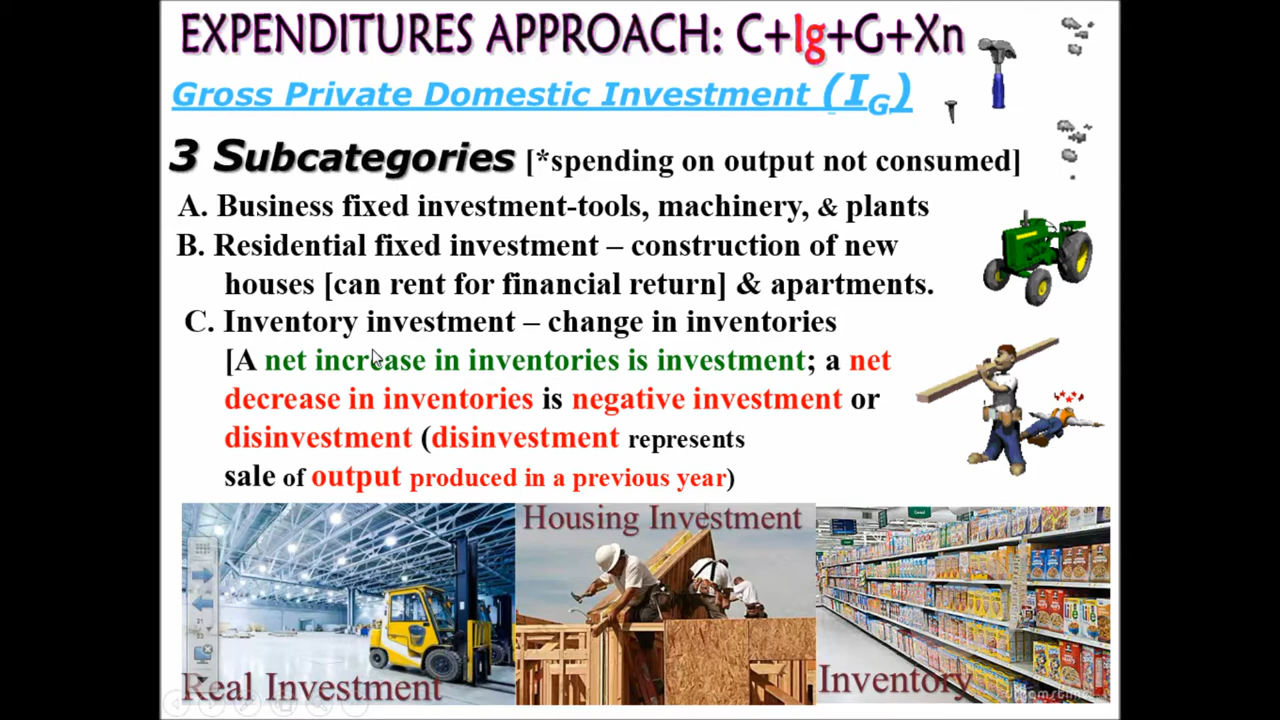 EXPENDITURES APPROACH: C+Ig+G+Xn
Gross Private Domestic Investment (IG)
3 Subcategories [*spending on output not consumed]
A. Business fixed investment-tools, machinery, & plants
B. Residential fixed investment – construction of new
houses [can rent for financial return] & apartments.
C. Inventory investment – change in inventories
[A net increase in inventories is investment; a net
decrease in inventories is negative investment or
disinvestment (disinvestment represents
sale of output produced in a previous year)
Housing Investment
Real Investment
Inventory
dreamstime